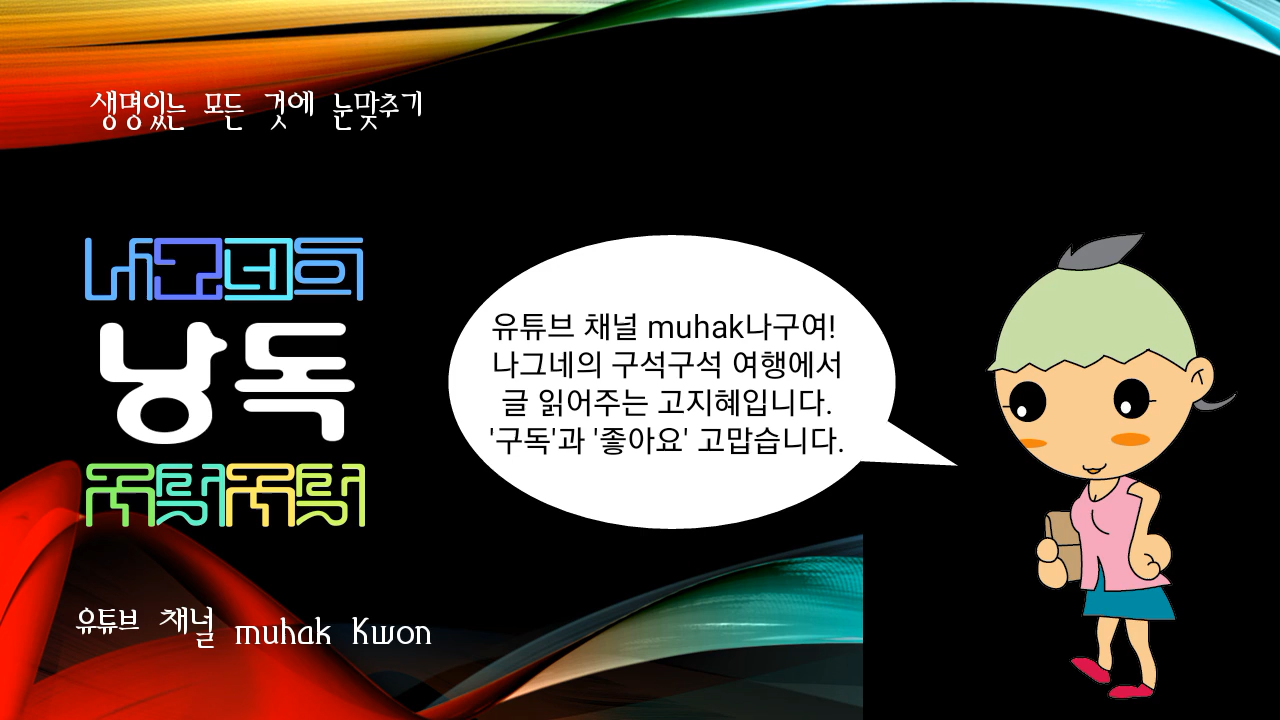 생명있는 모든 것에 눈맞추기
나그네의
낭독
구석구석
유튜브 채널 muhak나구여!
나그네의 구석구석 여행에서
글 읽어주는 고지혜입니다.
'구독'과 '좋아요' 고맙습니다.
유튜브 채널 muhak Kwon